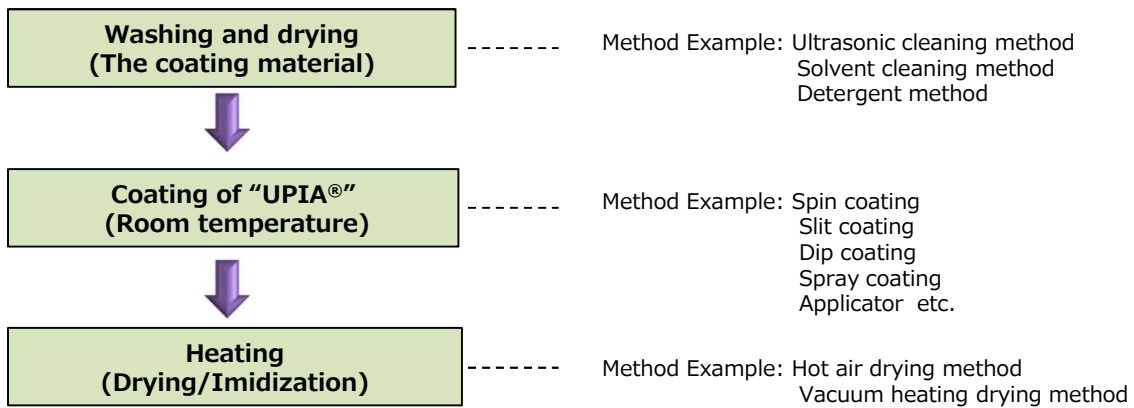 Washing and drying
(The coating material)
Method Example: Ultrasonic cleaning method
Solvent cleaning method
Detergent method
Coating of “UPIA®”
(Room temperature)
Method Example: Spin coating
Slit coating
Dip coating
Spray coating
Applicator etc.
Heating
(Drying/Imidization)
Method Example: Hot air drying method
Vacuum heating drying method